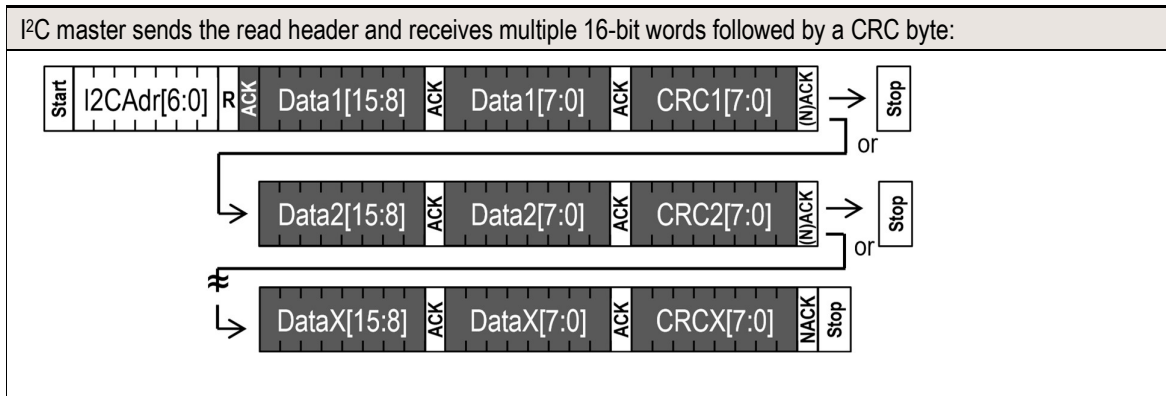 I²C master sends the read header and receives multiple 16-bit words followed by a CRC byte:
Start I2CAdr[6:0] R ACK Data1[15:8] ACK Data1[7:0] ACK CRC1[7:0] (N)ACK Stop
or
Data2[15:8] ACK Data2[7:0] ACK CRC2[7:0] (N)ACK Stop
or
DataX[15:8] ACK DataX[7:0] ACK CRCX[7:0] NACK Stop